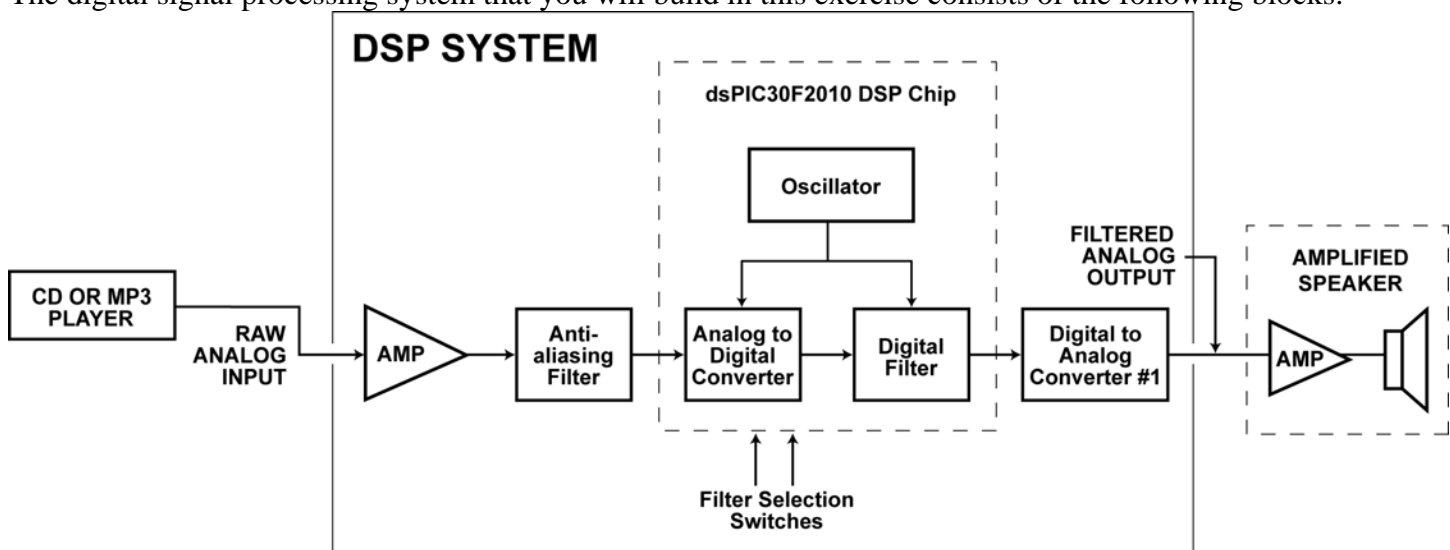 The digital signal processing system that you will build in this exercise consists of the following blocks:
DSP SYSTEM
dsPIC30F2010 DSP Chip
Oscillator
FILTERED
ANALOG
OUTPUT
AMPLIFIED
SPEAKER
CD OR MP3
PLAYER
RAW
ANALOG
INPUT
AMP
Anti-
aliasing
Filter
Analog to
Digital
Converter
Digital
Filter
Digital to
Analog
Converter #1
AMP
Filter Selection
Switches